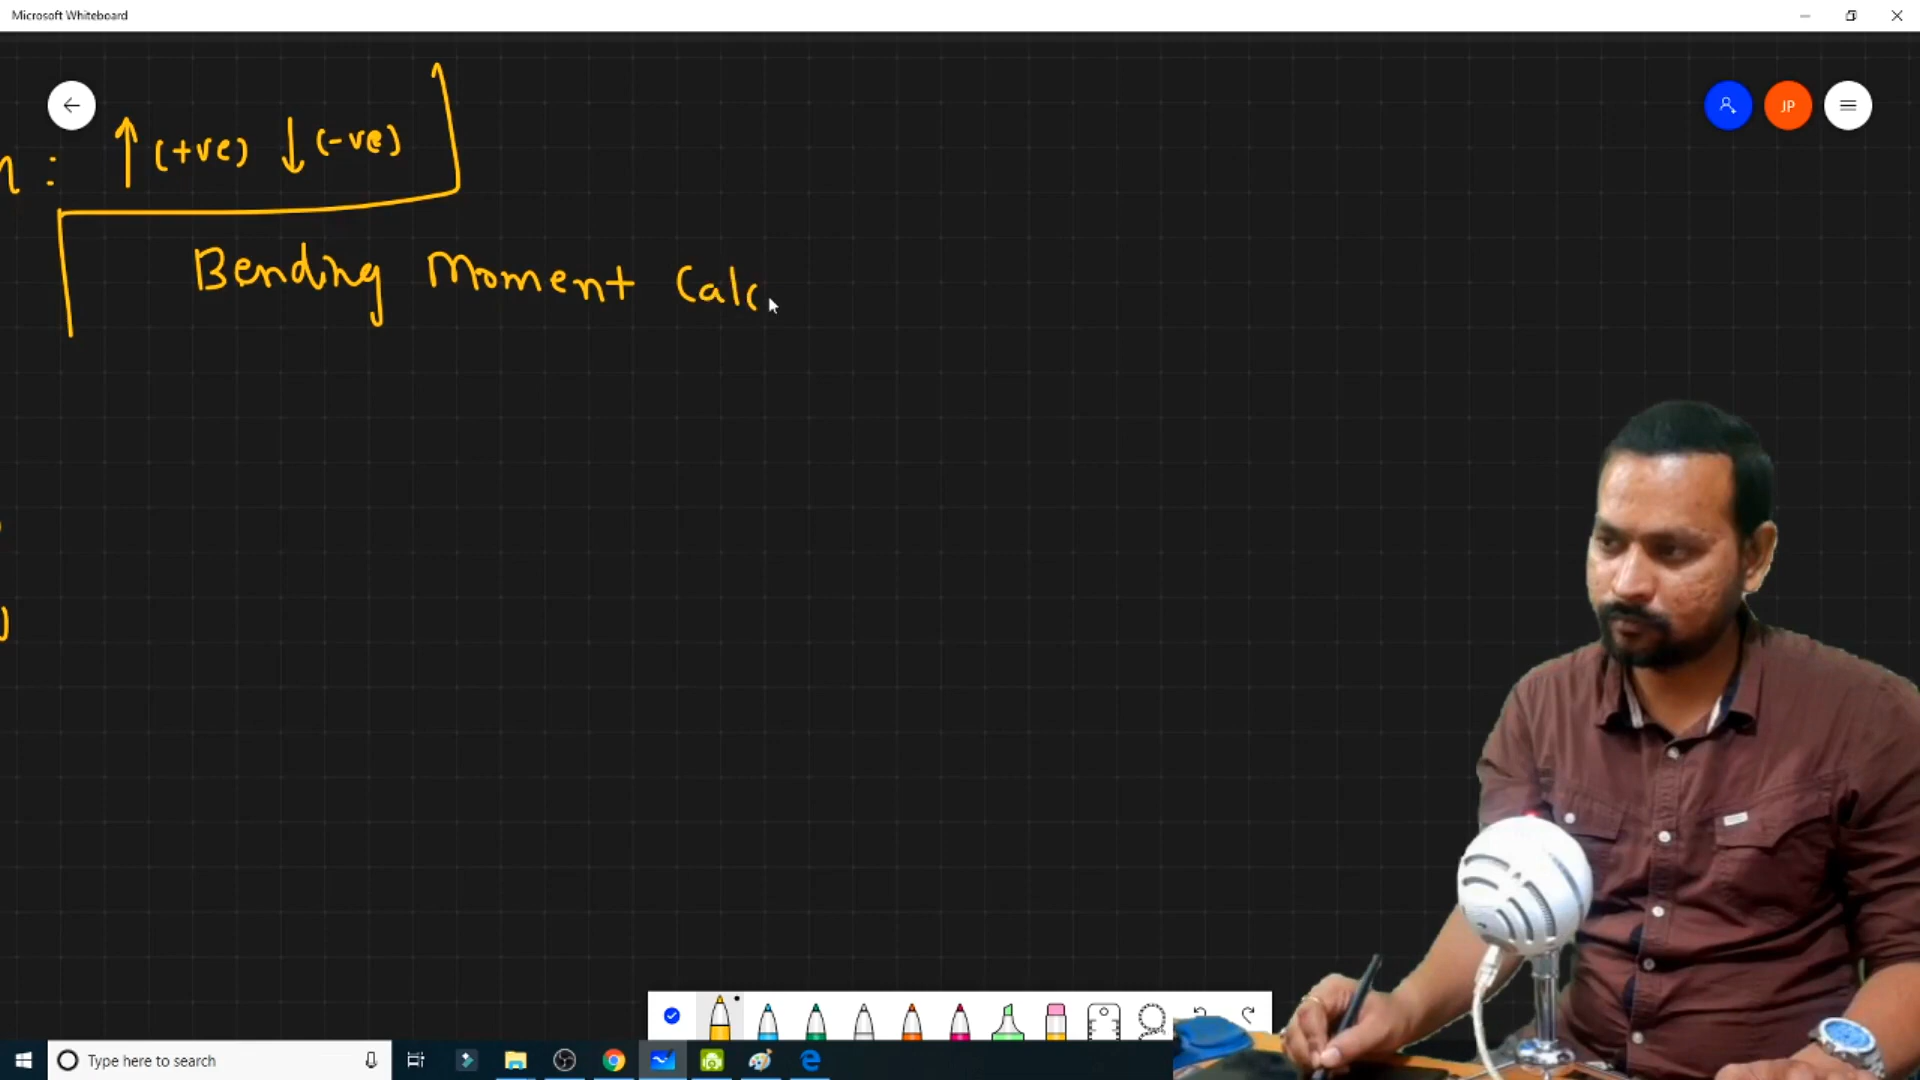 Microsoft Whiteboard
JP
: ↑ (+ve) ↓ (-ve)
Bending Moment Calc
Type here to search